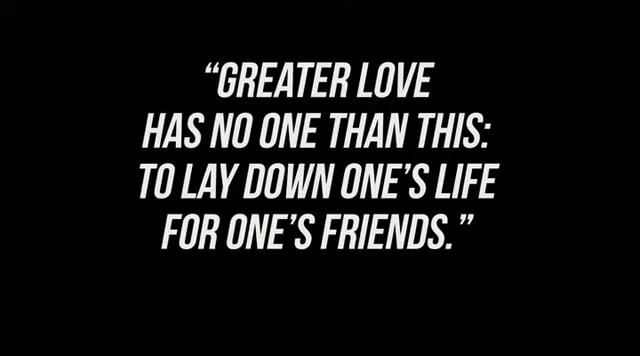 “GREATER LOVE
HAS NO ONE THAN THIS:
TO LAY DOWN ONE’S LIFE
FOR ONE’S FRIENDS.”